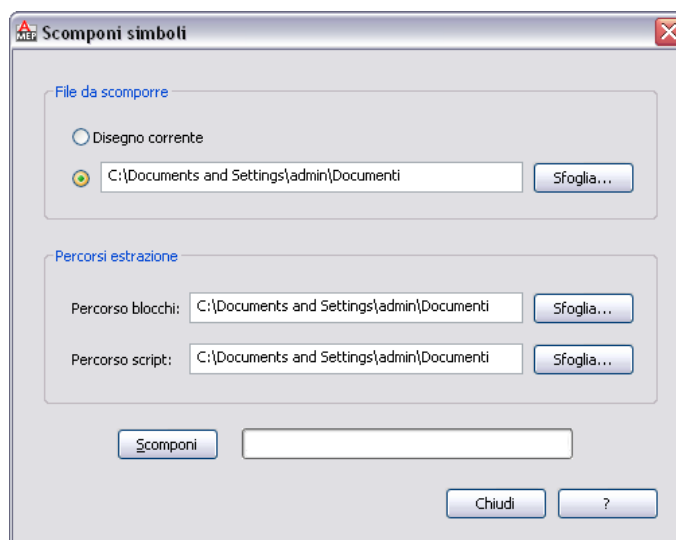 MEP Scomponi simboli
File da scomporre
Disegno corrente
C:\Documents and Settings\admin\Documenti Sfoglia...
Percorsi estrazione
Percorso blocchi: C:\Documents and Settings\admin\Documenti Sfoglia...
Percorso script: C:\Documents and Settings\admin\Documenti Sfoglia...
Scomponi
Chiudi ?